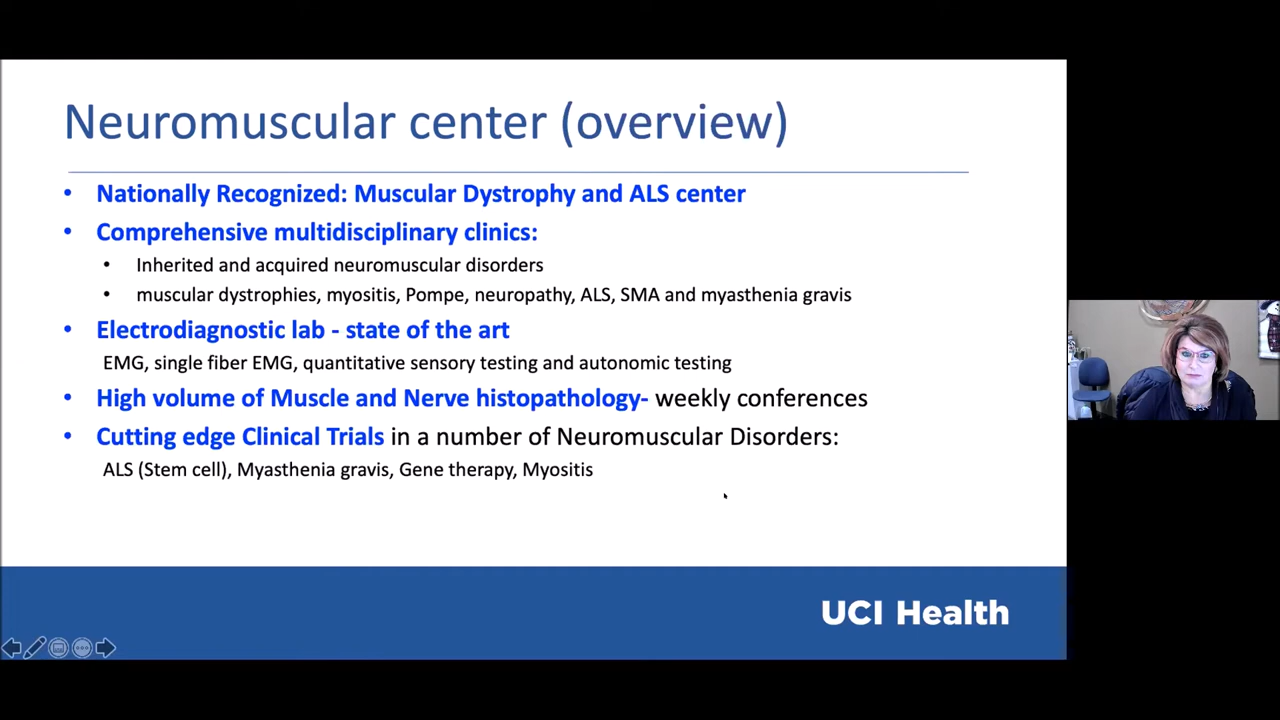 Neuromuscular center (overview)
• Nationally Recognized: Muscular Dystrophy and ALS center
• Comprehensive multidisciplinary clinics:
• Inherited and acquired neuromuscular disorders
• muscular dystrophies, myositis, Pompe, neuropathy, ALS, SMA and myasthenia gravis
• Electrodiagnostic lab - state of the art
EMG, single fiber EMG, quantitative sensory testing and autonomic testing
• High volume of Muscle and Nerve histopathology- weekly conferences
• Cutting edge Clinical Trials in a number of Neuromuscular Disorders:
ALS (Stem cell), Myasthenia gravis, Gene therapy, Myositis
UCI Health